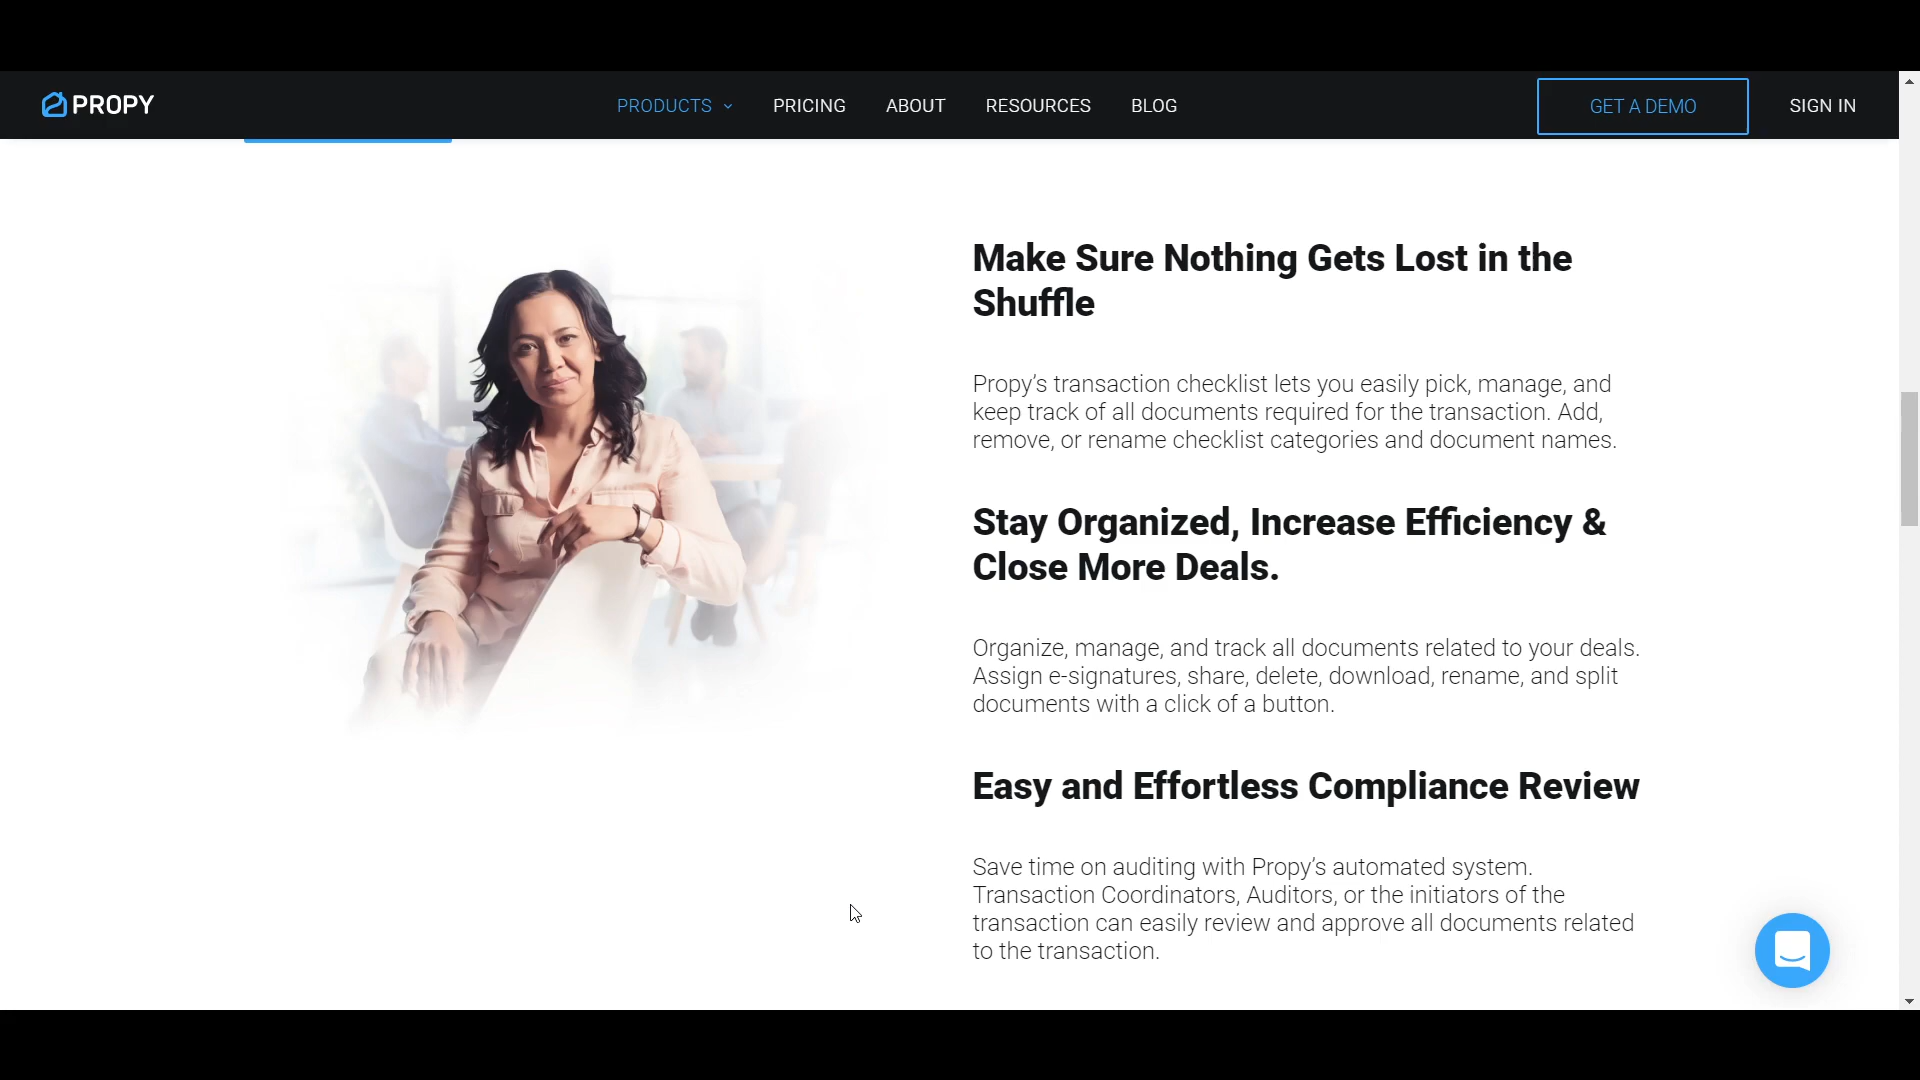 PROPY
PRODUCTS
PRICING
ABOUT
RESOURCES
BLOG
GET A DEMO
SIGN IN
Make Sure Nothing Gets Lost in the
Shuffle
Propy’s transaction checklist lets you easily pick, manage, and
keep track of all documents required for the transaction. Add,
remove, or rename checklist categories and document names.
Stay Organized, Increase Efficiency &
Close More Deals.
Organize, manage, and track all documents related to your deals.
Assign e-signatures, share, delete, download, rename, and split
documents with a click of a button.
Easy and Effortless Compliance Review
Save time on auditing with Propy’s automated system.
Transaction Coordinators, Auditors, or the initiators of the
transaction can easily review and approve all documents related
to the transaction.